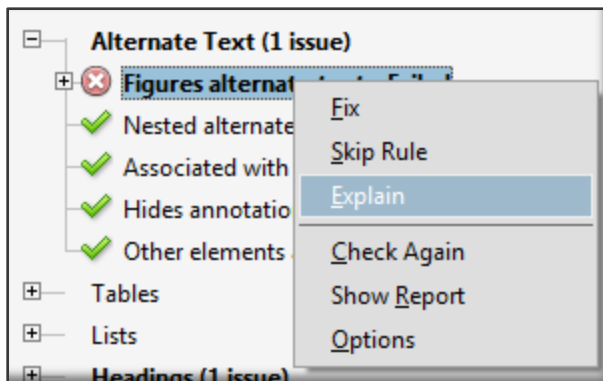 Alternate Text (1 issue)
Figures alternat
Fix
Nested alternate
Skip Rule
Associated with
Explain
Hides annotatio
Other elements
Check Again
Tables
Show Report
Lists
Options
Headings (1 issue)